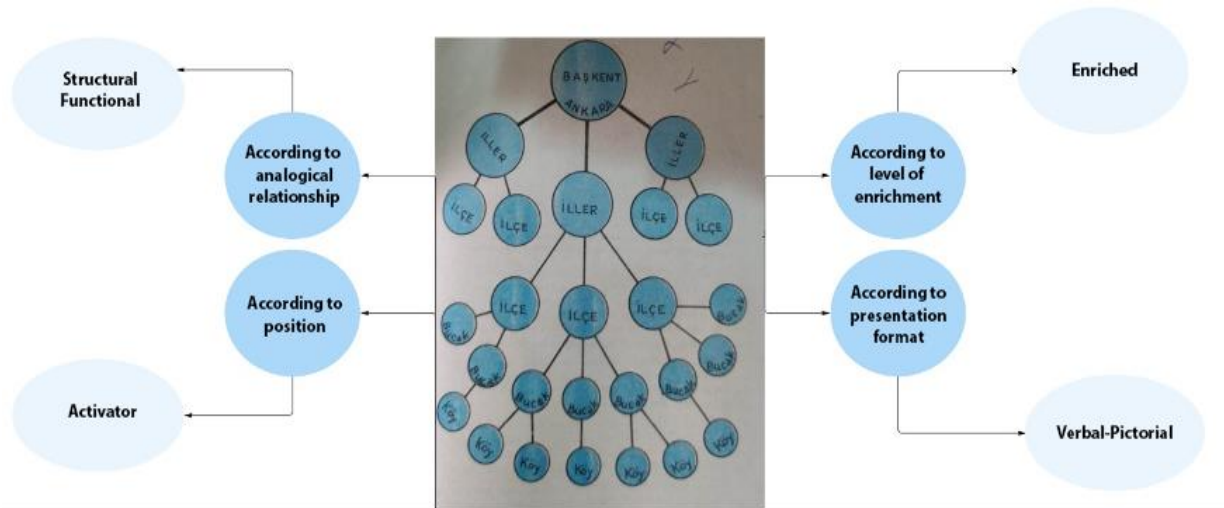 Structural
Functional
According to
analogical
relationship
According to
position
Activator
BAŞKENT
ANKARA
İLLER
İLLER
İLLER
İLÇE
İLÇE
İLÇE
İLÇE
İLÇE
İLÇE
İLÇE
Bucak
Bucak
Bucak
Bucak
Bucak
Bucak
Bucak
Bucak
Köy
Köy
Köy
Köy
Köy
Köy
Köy
Enriched
According to
level of
enrichment
According to
presentation
format
Verbal-Pictorial